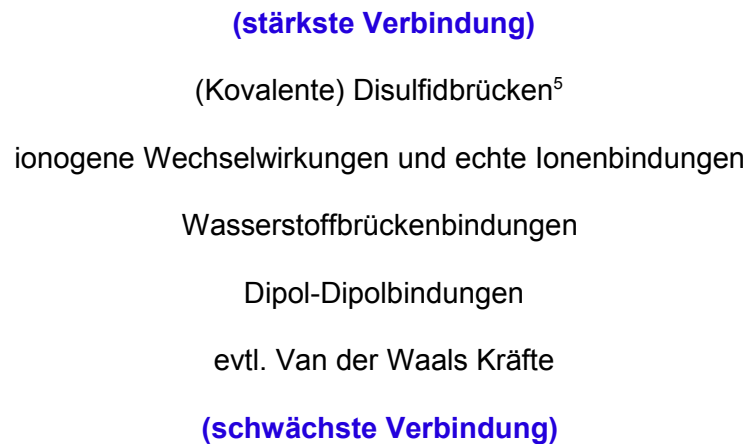 (stärkste Verbindung)
(Kovalente) Disulfidbrücken⁵
ionogene Wechselwirkungen und echte Ionenbindungen
Wasserstoffbrückenbindungen
Dipol-Dipolbindungen
evtl. Van der Waals Kräfte
(schwächste Verbindung)